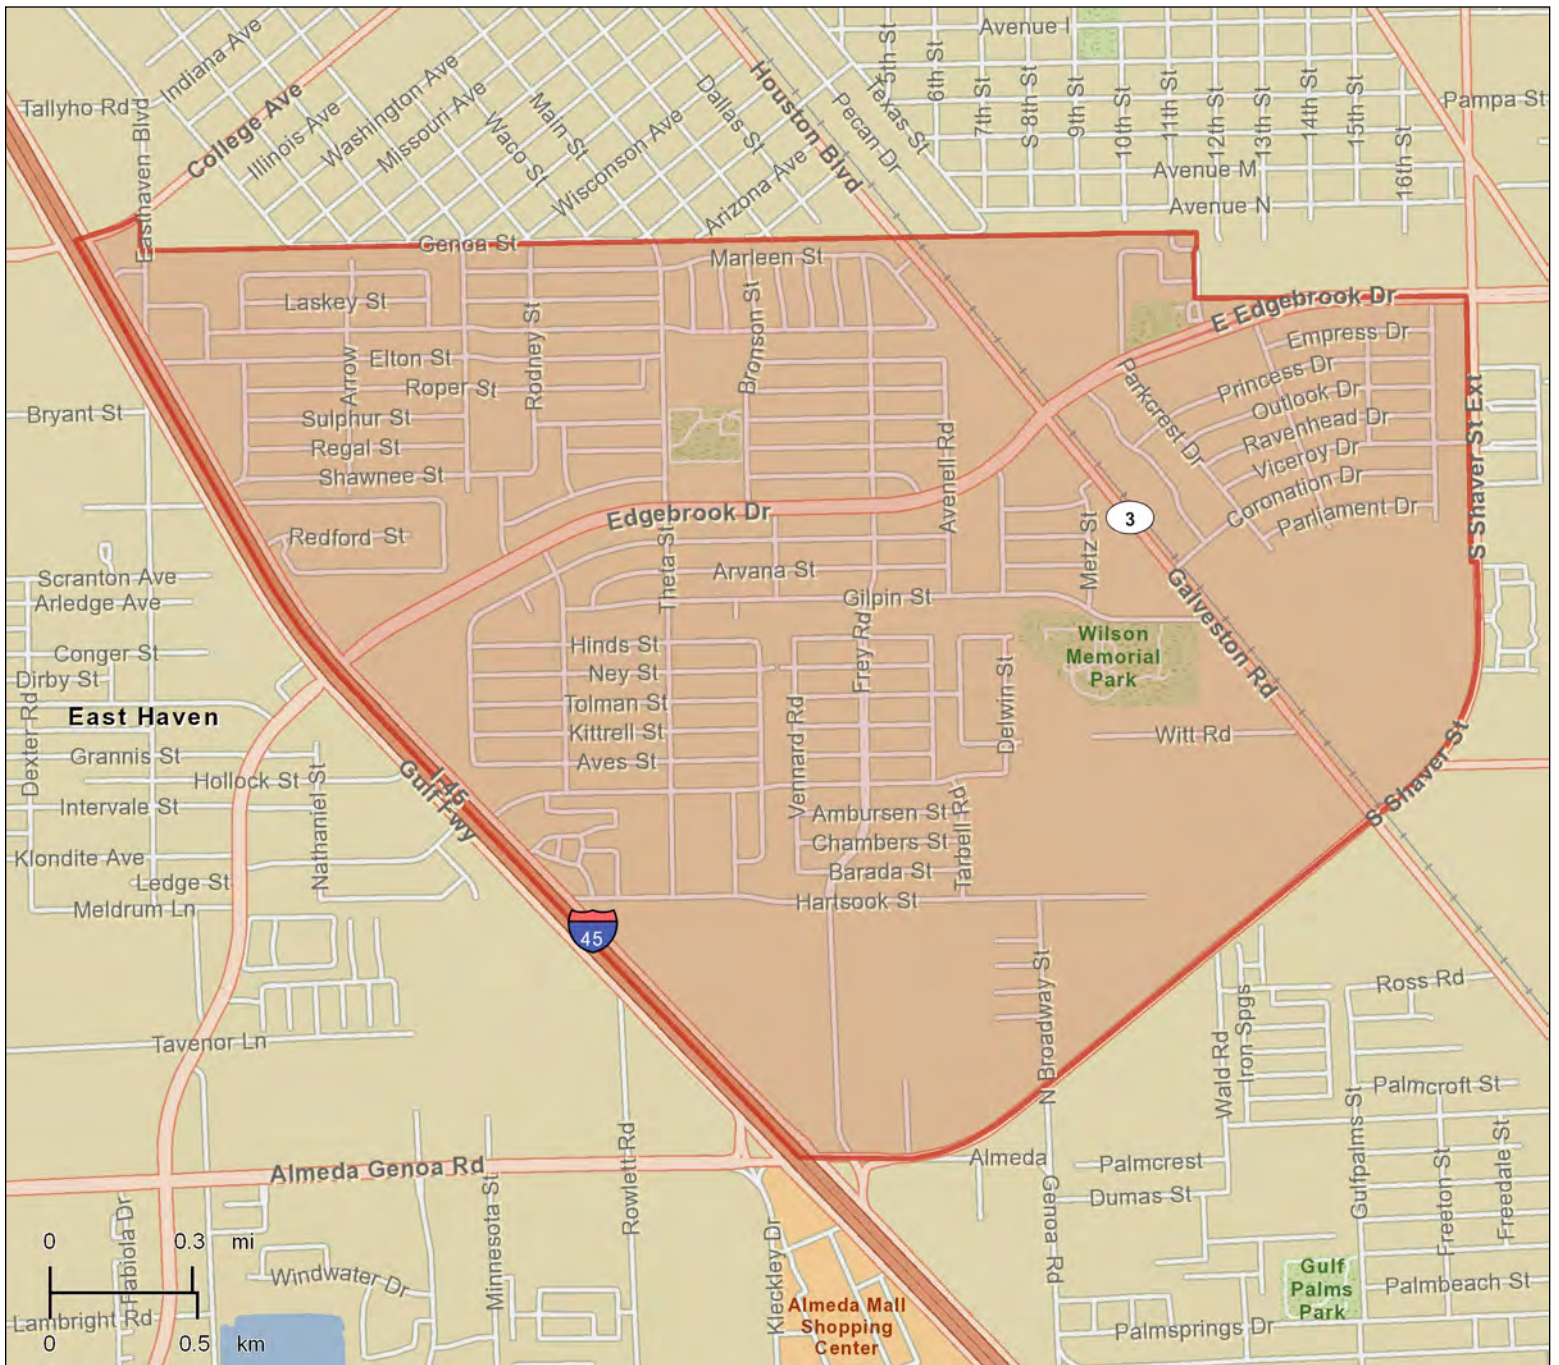 Avenue I
Indiana Ave
5th St
6th St
7th St
S 8th St
9th St
10th St
11th St
12th St
13th St
14th St
15th St
16th St
Tallyho Rd
College Ave
Illinois Ave
Washington Ave
Missouri Ave
Waco St
Main St
Wisconson Ave
Dallas St
Arizona Ave
Houston Blvd
Pecan Dr
Texas St
Pampa St
Avenue M
Avenue N
Easthaven Blvd
Genoa St
Marleen St
Laskey St
Rodney St
Bronson St
Elton St
Arrow
Roper St
Sulphur St
Regal St
Shawnee St
Bryant St
E Edgebrook Dr
Empress Dr
Princess Dr
Outlook Dr
Ravenhead Dr
Viceroy Dr
Coronation Dr
Parliament Dr
Parkcrest Dr
S Shaver St Ext
Avenell Rd
Edgebrook Dr
Redford St
Metz St
3
Theta St
Arvana St
Gilpin St
Scranton Ave
Arledge Ave
Conger St
Dirby St
East Haven
Dexter Rd
Grannis St
Hollock St
Intervale St
Nathaniel St
Klondite Ave
Ledge St
Meldrum Ln
Hinds St
Ney St
Tolman St
Kittrell St
Aves St
Frey Rd
Vennard Rd
Delwin St
Wilson
Memorial
Park
Galveston Rd
Witt Rd
S Shaver St
I-45
Gulf Fwy
Ambursen St
Chambers St
Barada St
Tarbell Rd
Hartsook St
45
N Broadway St
Ross Rd
Iron Spgs
Wald Rd
Tavenor Ln
Palmcroft St
Gulfpalms St
Almeda Genoa Rd
Rowlett Rd
Almeda
Genoa Rd
Palmcrest
Dumas St
Freeton St
Freedale St
Fabiola Dr
Minnesota St
Kleckley Dr
0
0.3
mi
Windwater Dr
Lambright Rd
0
0.5
km
Almeda Mall
Shopping
Center
Gulf
Palms
Park
Palmbeach St
Palmsprings Dr